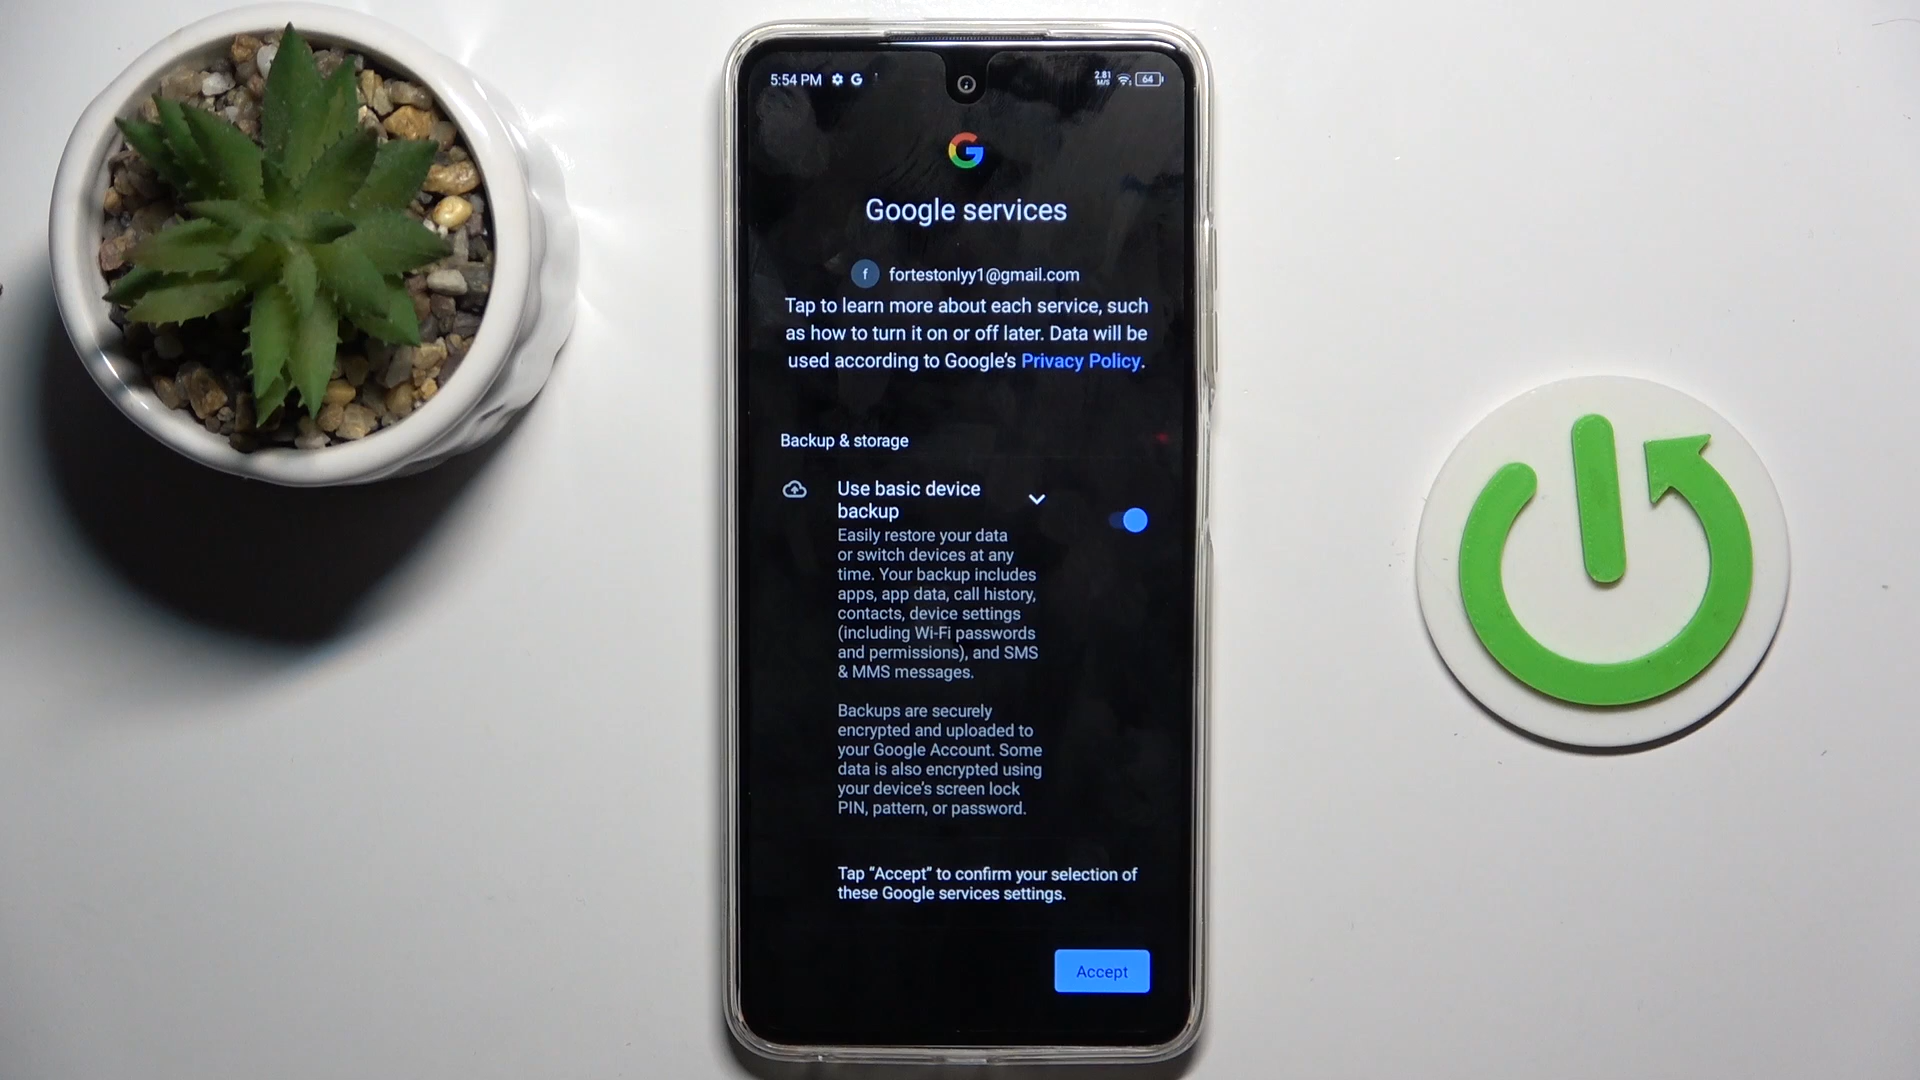 5:54 PM G
2.81
M/S
64
Google services
f fortestonlyy1@gmail.com
Tap to learn more about each service, such
as how to turn it on or off later. Data will be
used according to Google’s Privacy Policy.
Backup & storage
Use basic device
backup
Easily restore your data
or switch devices at any
time. Your backup includes
apps, app data, call history,
contacts, device settings
(including Wi-Fi passwords
and permissions), and SMS
& MMS messages.
Backups are securely
encrypted and uploaded to
your Google Account. Some
data is also encrypted using
your device’s screen lock
PIN, pattern, or password.
Tap “Accept” to confirm your selection of
these Google services settings.
Accept